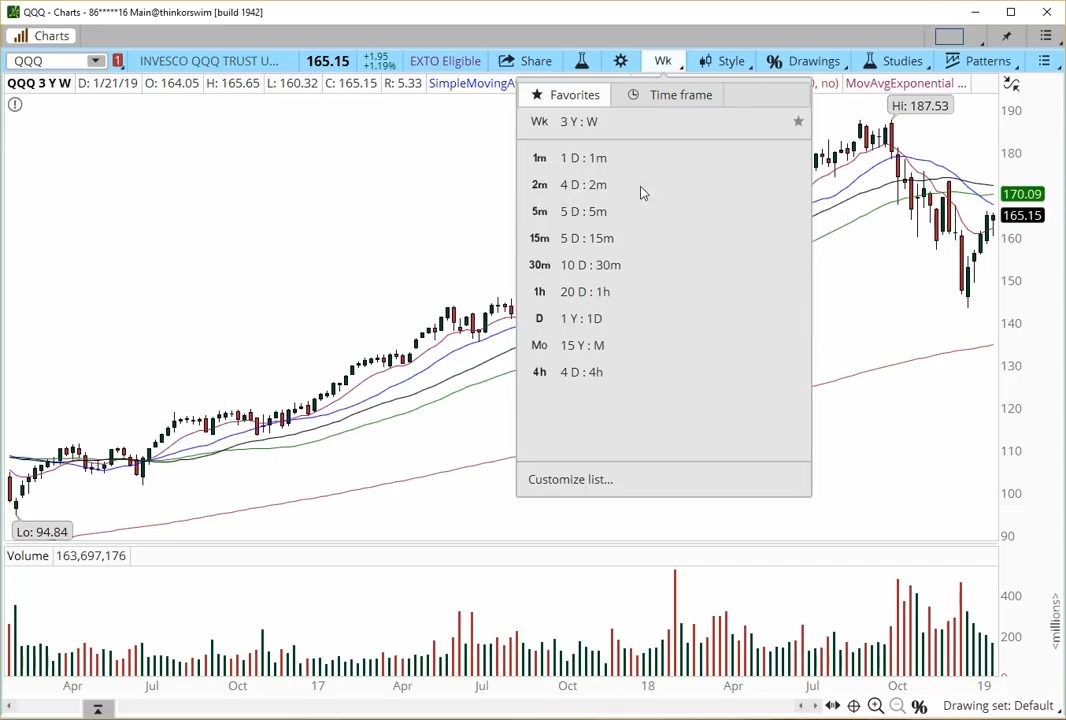 QQQ - Charts - 86*****16 Main@thinkorswim [build 1942]
Charts
QQQ 1 INVESCO QQQ TRUST U... 165.15 +1.95 +1.19% EXTO Eligible Share Wk Style Drawings Studies Patterns
QQQ 3 Y W D: 1/21/19 O: 164.05 H: 165.65 L: 160.32 C: 165.15 R: 5.33 SimpleMovingA , no) MovAvgExponential ...
Favorites Time frame
Wk 3 Y : W
1m 1 D : 1m
2m 4 D : 2m
5m 5 D : 5m
15m 5 D : 15m
30m 10 D : 30m
1h 20 D : 1h
D 1 Y : 1D
Mo 15 Y : M
4h 4 D : 4h
Customize list...
Hi: 187.53
190
180
170.09
165.15
160
150
140
130
120
110
100
90
Lo: 94.84
Volume 163,697,176
400
200
<millions>
Apr Jul Oct 17 Apr Jul Oct 18 Apr Jul Oct 19
Drawing set: Default